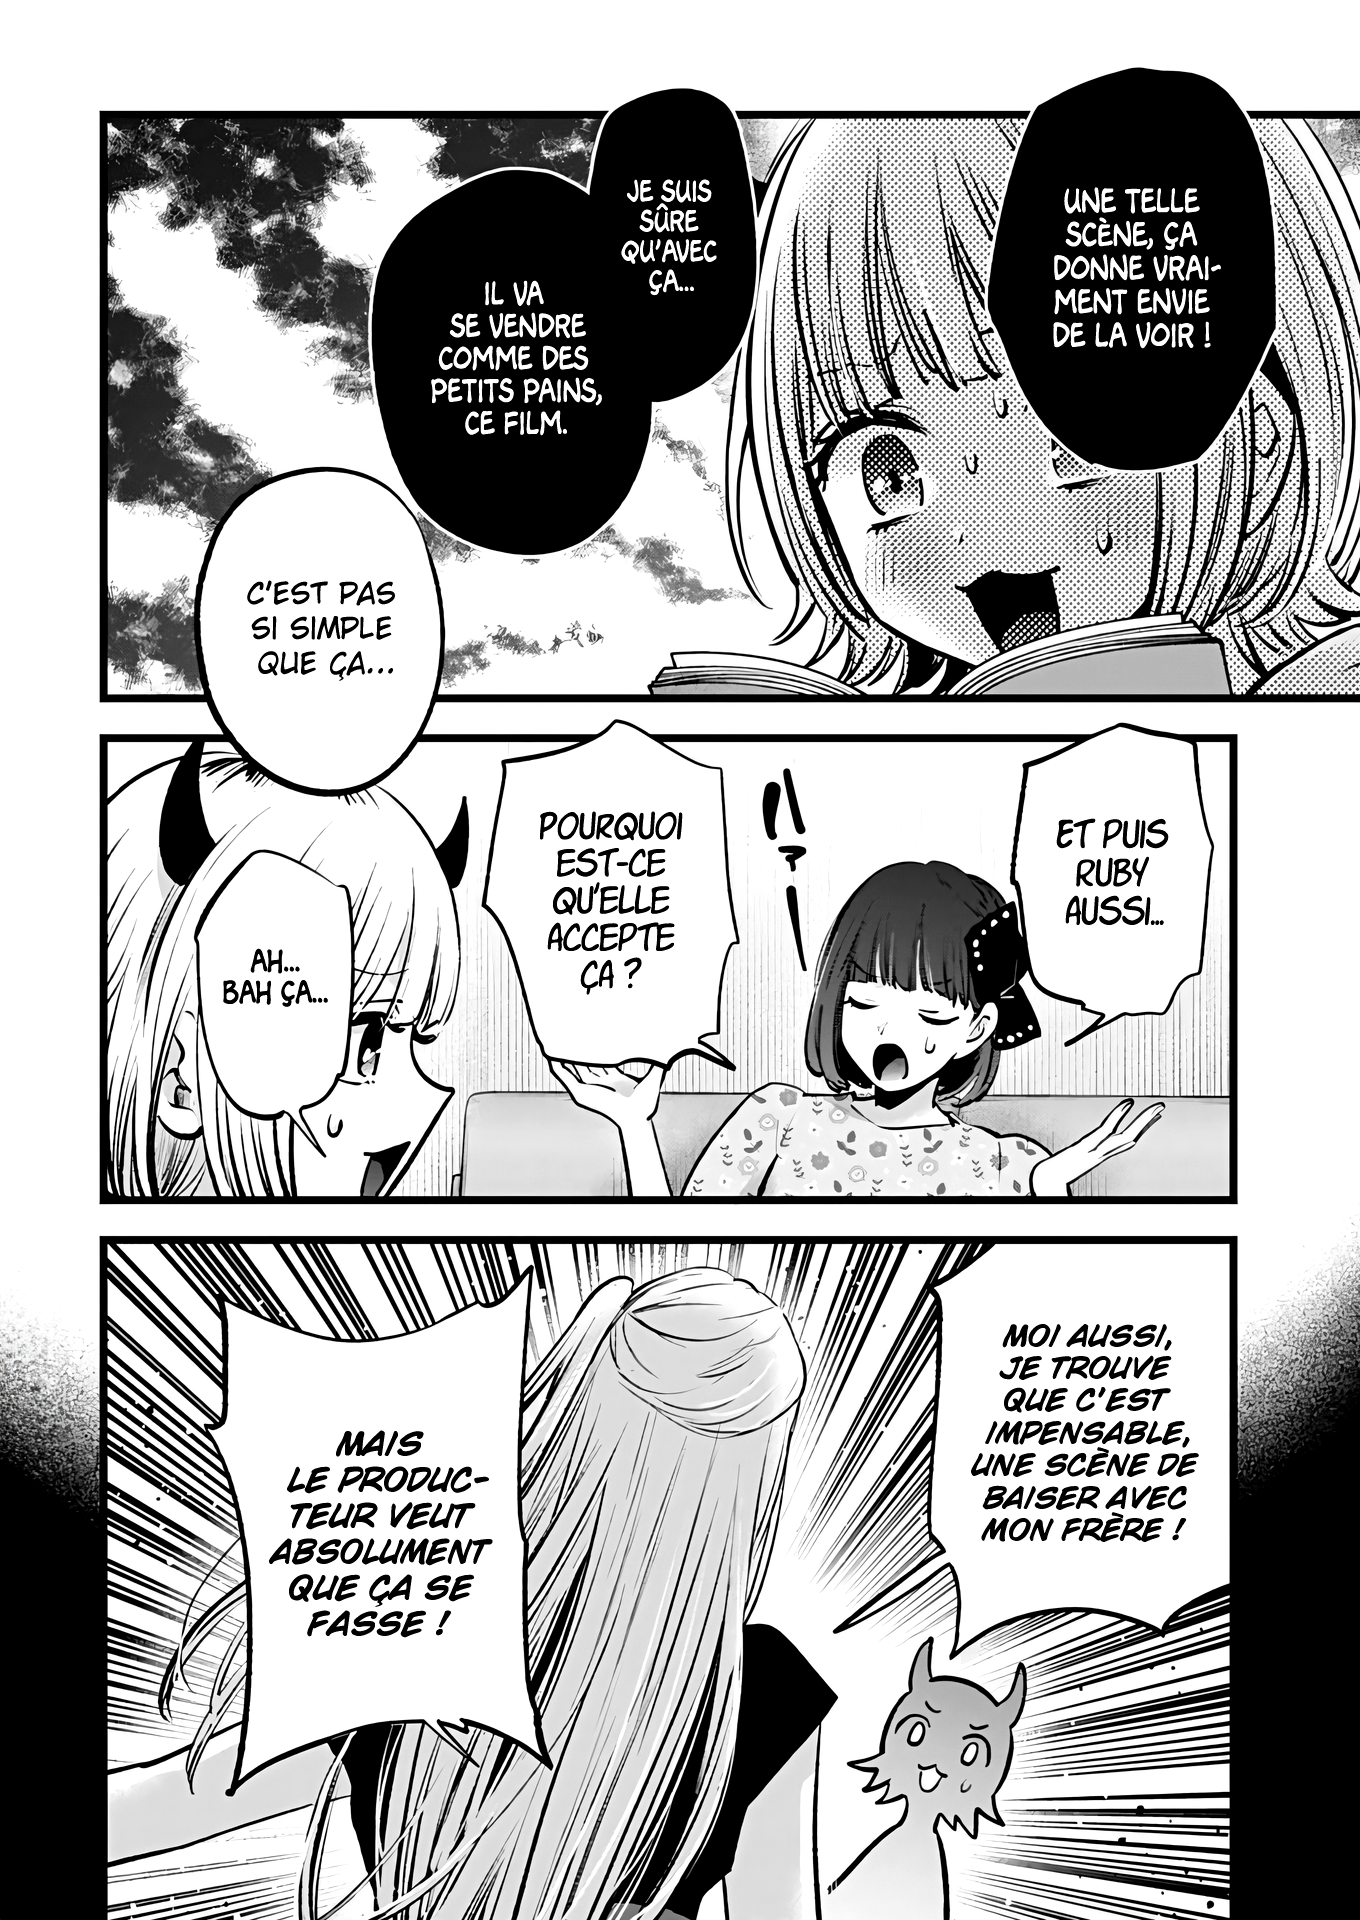 UNE TELLE
SCÈNE, ÇA
DONNE VRAI-
MENT ENVIE
DE LA VOIR !
JE SUIS
SÛRE
QU'AVEC
ÇA...
IL VA
SE VENDRE
COMME DES
PETITS PAINS,
CE FILM.
C'EST PAS
SI SIMPLE
QUE ÇA...
ET PUIS
RUBY
AUSSI...
POURQUOI
EST-CE
QU'ELLE
ACCEPTE
ÇA ?
ハァー
AH...
BAH ÇA...
MOI AUSSI,
JE TROUVE
QUE C'EST
IMPENSABLE,
UNE SCÈNE DE
BAISER AVEC
MON FRÈRE !
MAIS
LE PRODUC-
TEUR VEUT
ABSOLUMENT
QUE ÇA SE
FASSE !